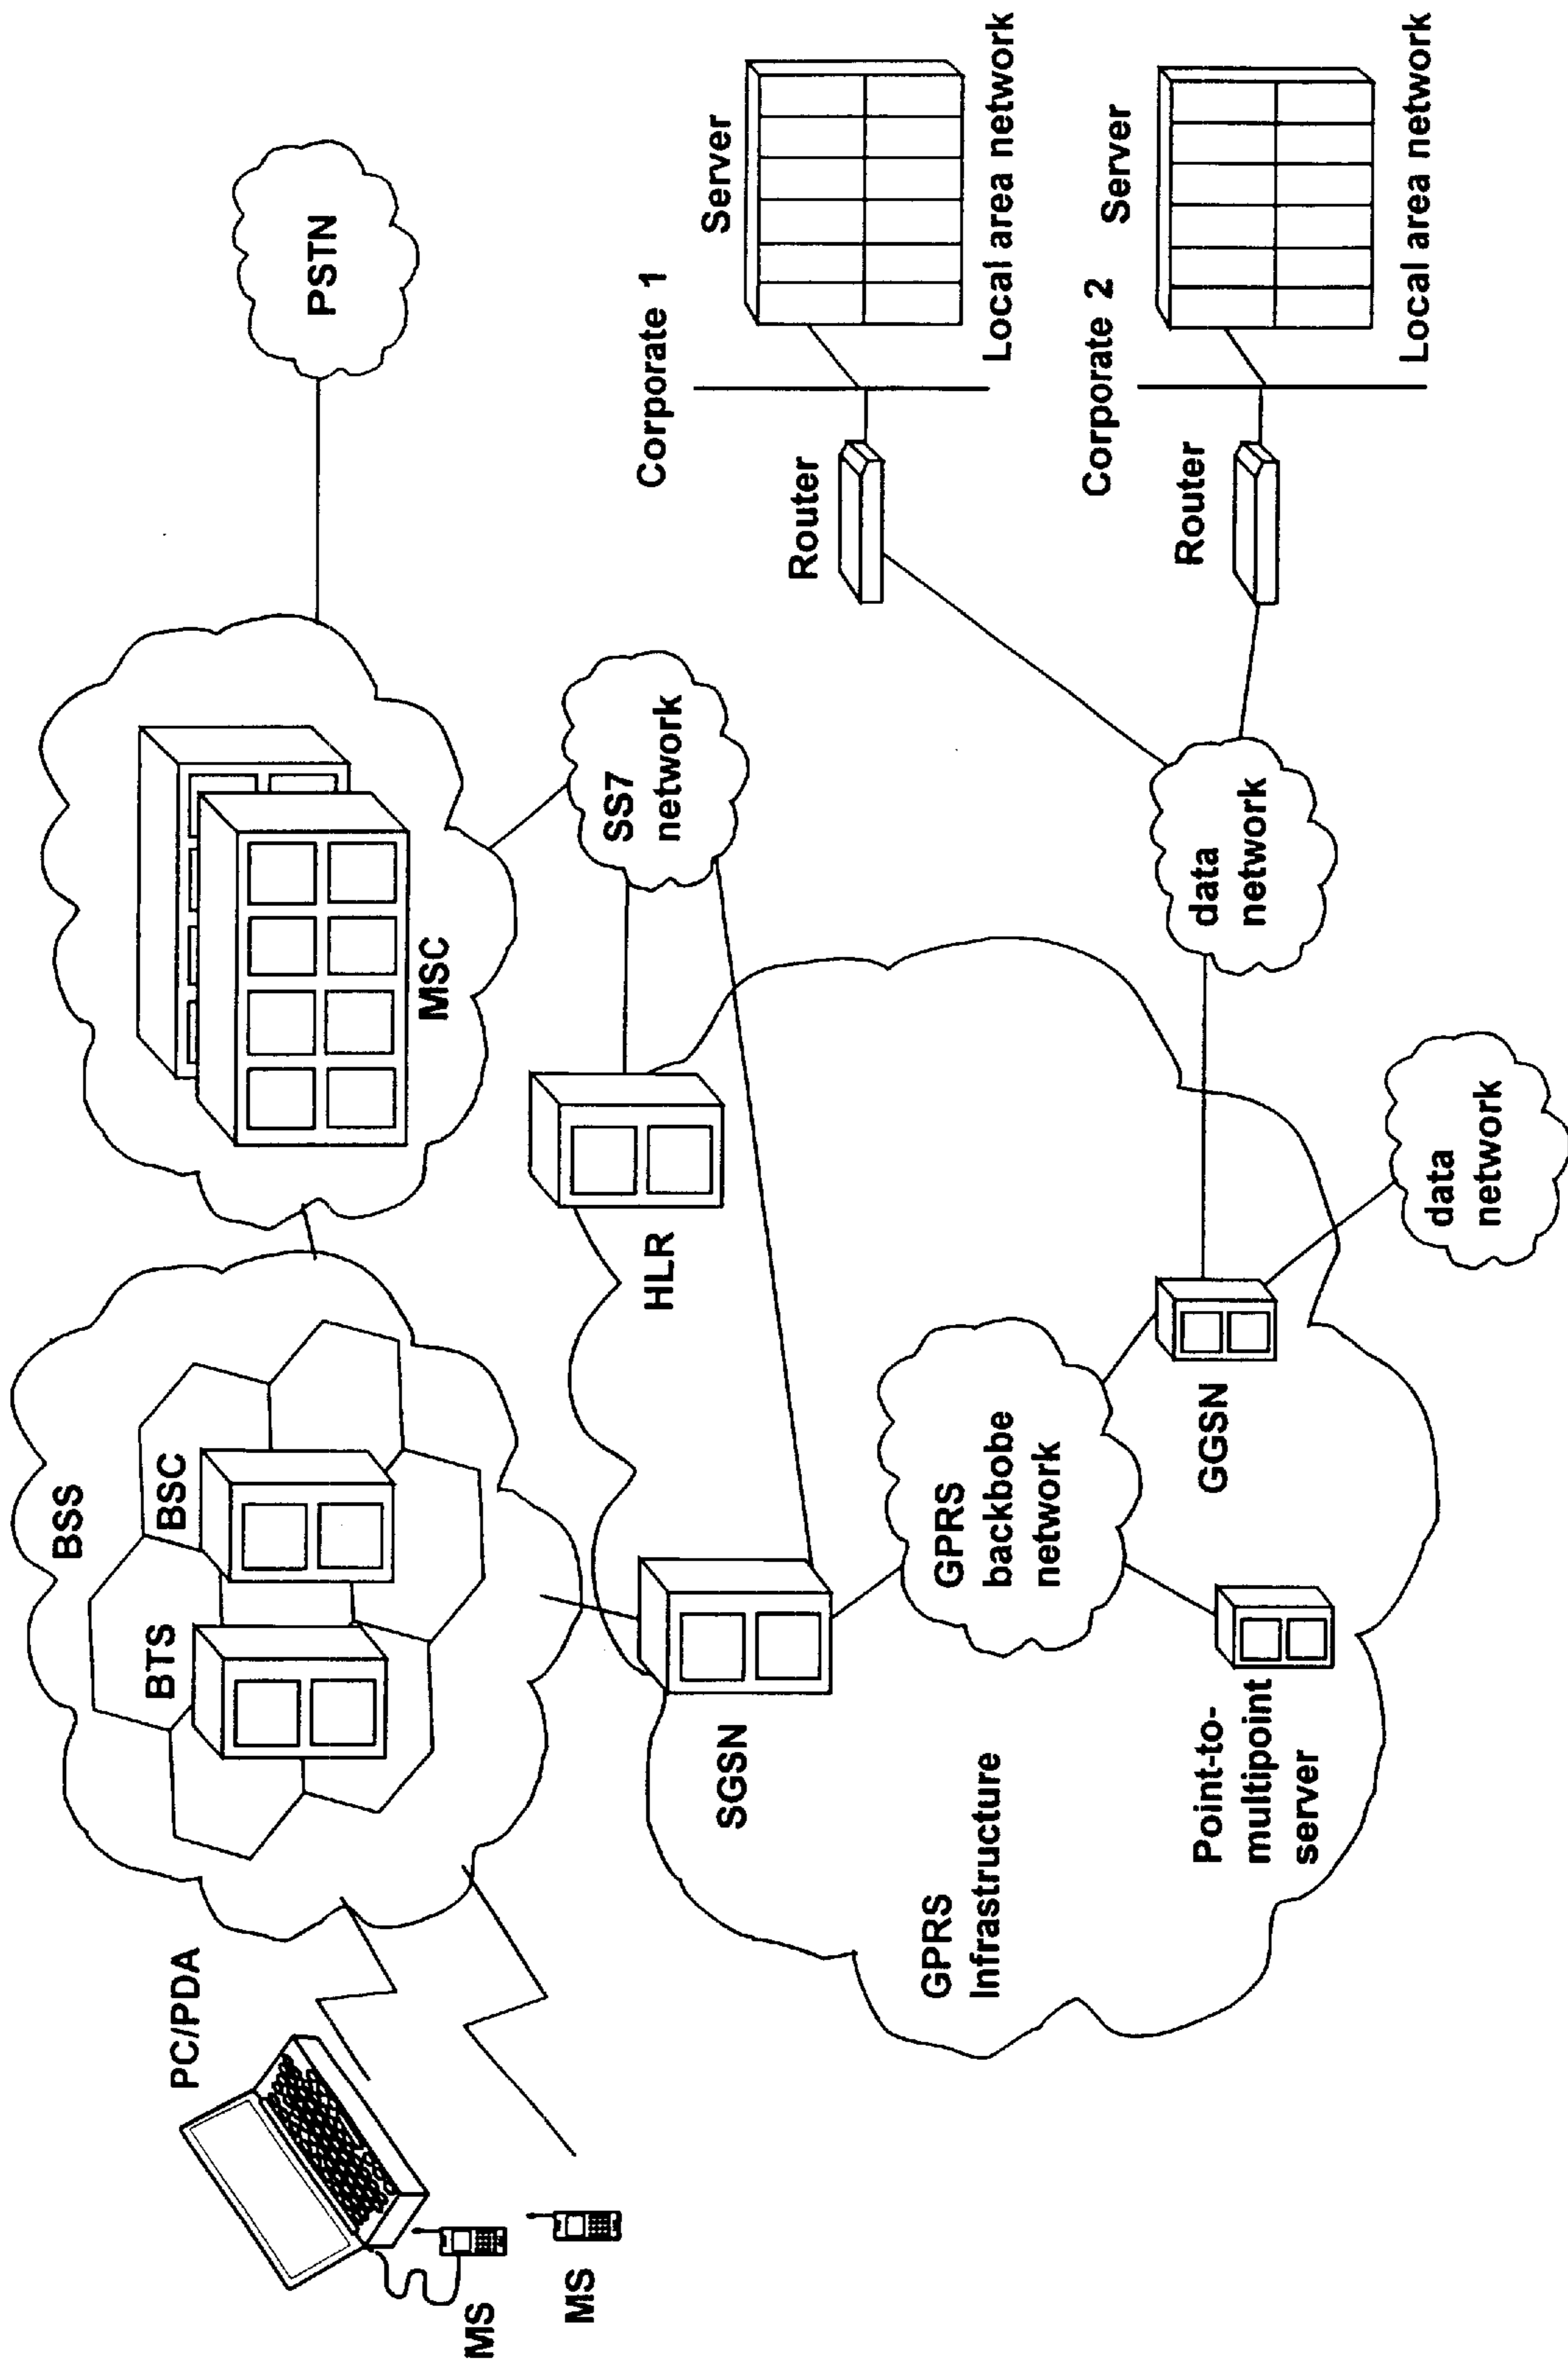 PC/PDA
MS
MS
BSS
BTS
BSC
MSC
PSTN
SS7
network
HLR
SGSN
GPRS
Infrastructure
GPRS
backbobe
network
Point-to-
multipoint
server
GGSN
data
network
data
network
Router
Corporate 1
Server
Local area network
Router
Corporate 2
Server
Local area network